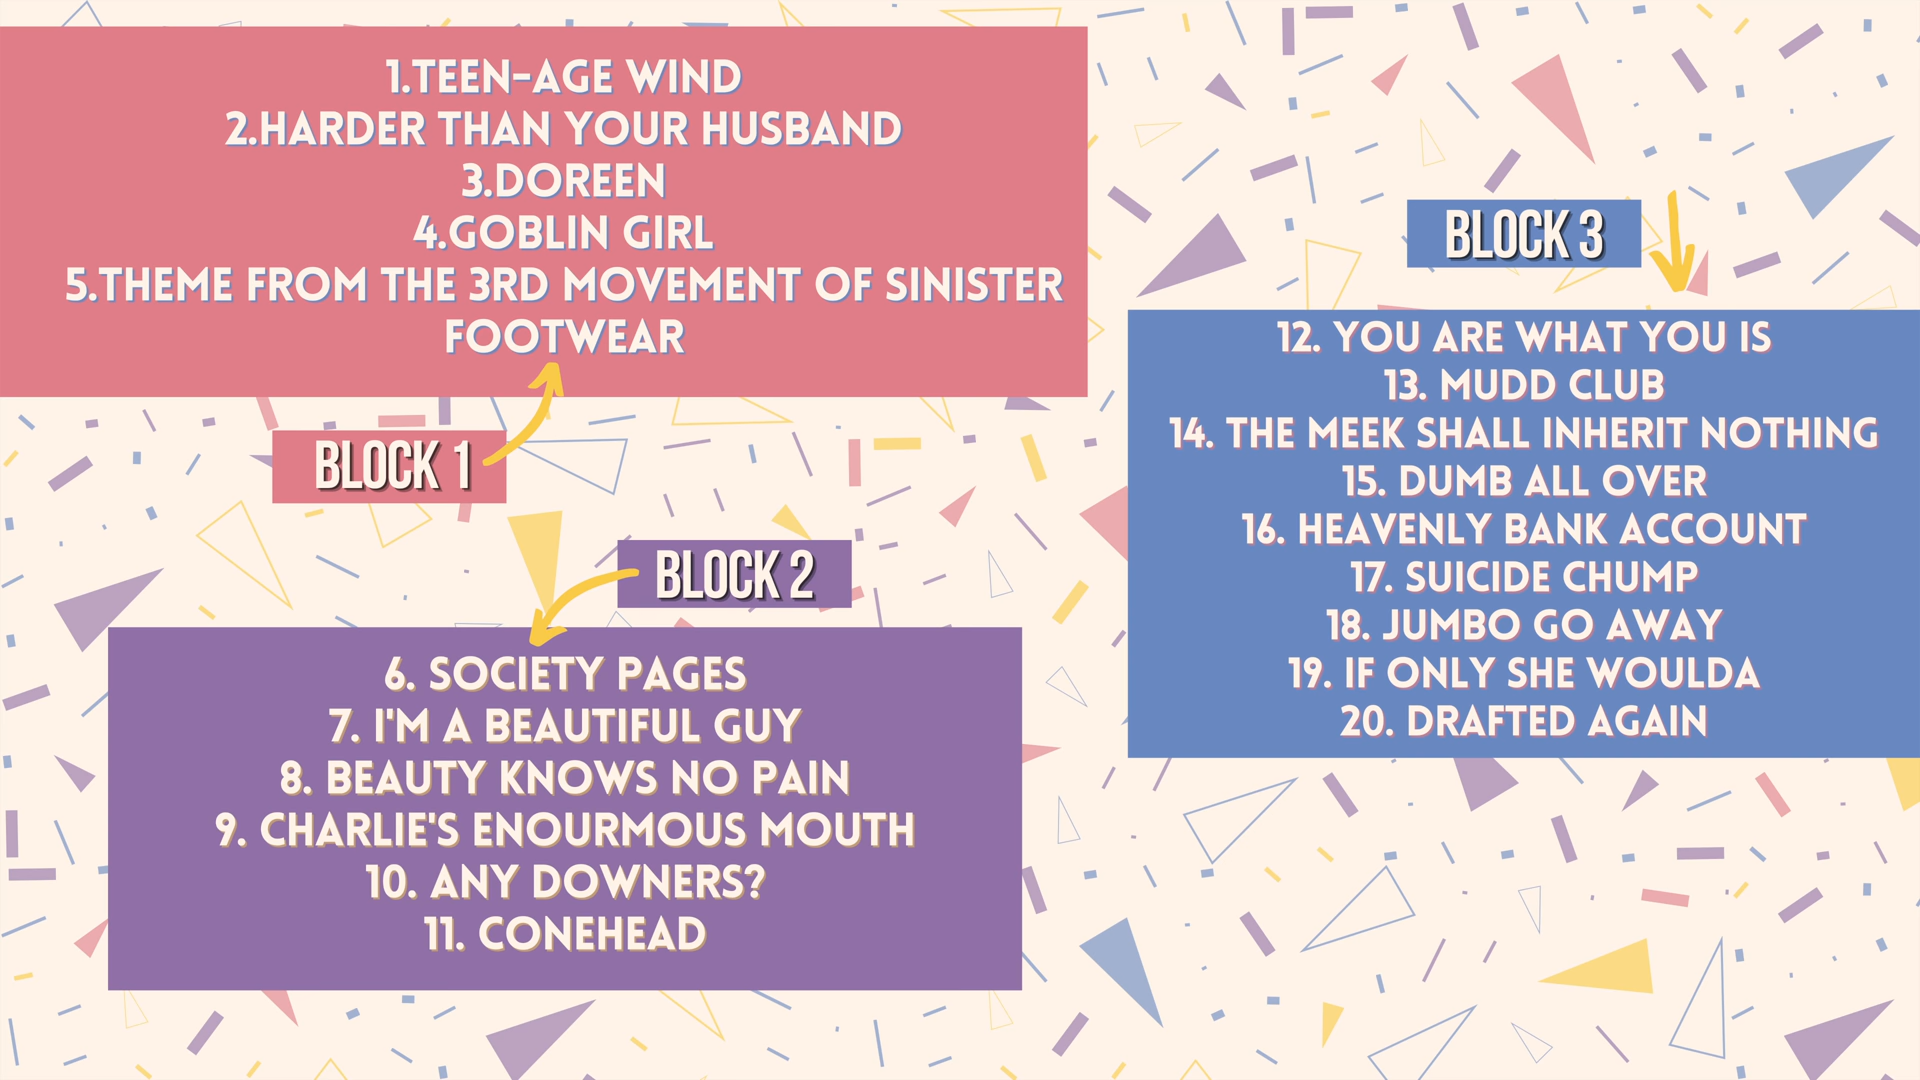 1.TEEN-AGE WIND
2.HARDER THAN YOUR HUSBAND
3.DOREEN
4.GOBLIN GIRL
5.THEME FROM THE 3RD MOVEMENT OF SINISTER
FOOTWEAR
BLOCK 1
BLOCK 2
6. SOCIETY PAGES
7. I'M A BEAUTIFUL GUY
8. BEAUTY KNOWS NO PAIN
9. CHARLIE'S ENOURMOUS MOUTH
10. ANY DOWNERS?
11. CONEHEAD
BLOCK 3
12. YOU ARE WHAT YOU IS
13. MUDD CLUB
14. THE MEEK SHALL INHERIT NOTHING
15. DUMB ALL OVER
16. HEAVENLY BANK ACCOUNT
17. SUICIDE CHUMP
18. JUMBO GO AWAY
19. IF ONLY SHE WOULDA
20. DRAFTED AGAIN